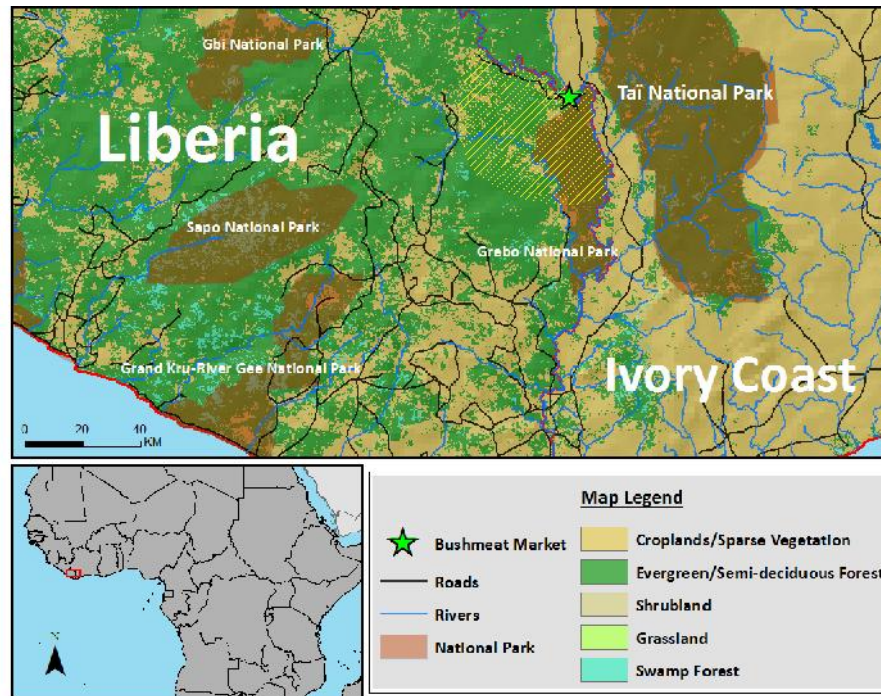 Gbi National Park
Taï National Park
Liberia
Sapo National Park
Grebo National Park
Grand Kru-River Gee National Park
Ivory Coast
0 20 40
KM
N
Map Legend
Bushmeat Market
Roads
Rivers
National Park
Croplands/Sparse Vegetation
Evergreen/Semi-deciduous Forest
Shrubland
Grassland
Swamp Forest